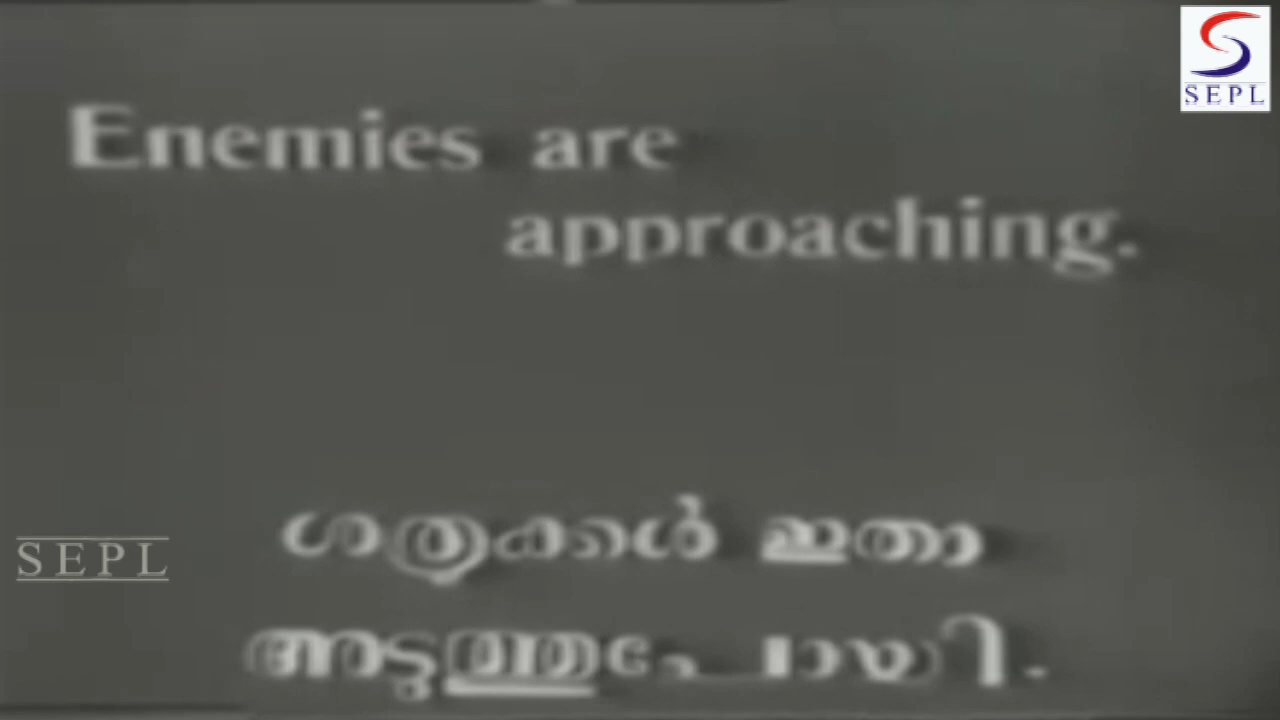 SEPL
Enemies are
approaching.
ശത്രുക്കൾ ഇതാ
SEPL
അടുത്തുപോയി.